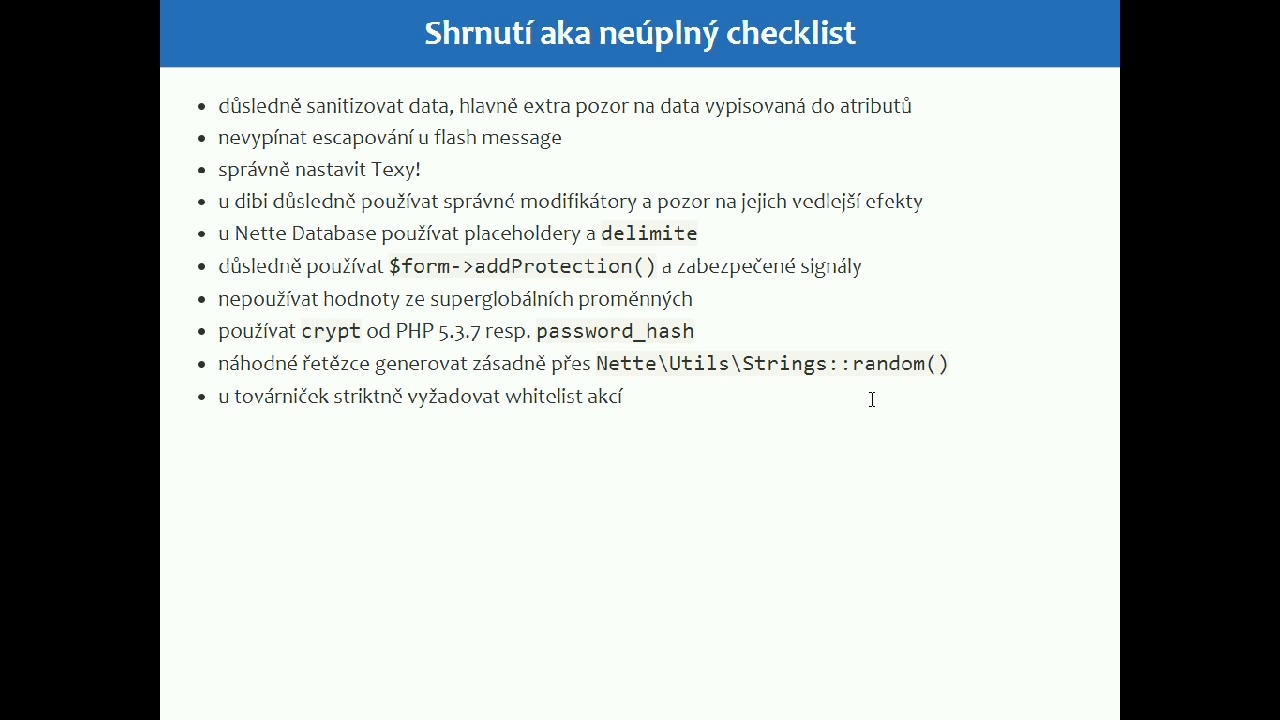 Shrnutí aka neúplný checklist
• důsledně sanitizovat data, hlavně extra pozor na data vypisovaná do atributů
• nevypínat escapování u flash message
• správně nastavit Texy!
• u dibi důsledně používat správné modifikátory a pozor na jejich vedlejší efekty
• u Nette Database používat placeholdery a delimite
• důsledně používat $form->addProtection() a zabezpečené signály
• nepoužívat hodnoty ze superglobálních proměnných
• používat crypt od PHP 5.3.7 resp. password_hash
• náhodné řetězce generovat zásadně přes Nette\Utils\Strings::random()
• u továrniček striktně vyžadovat whitelist akcí